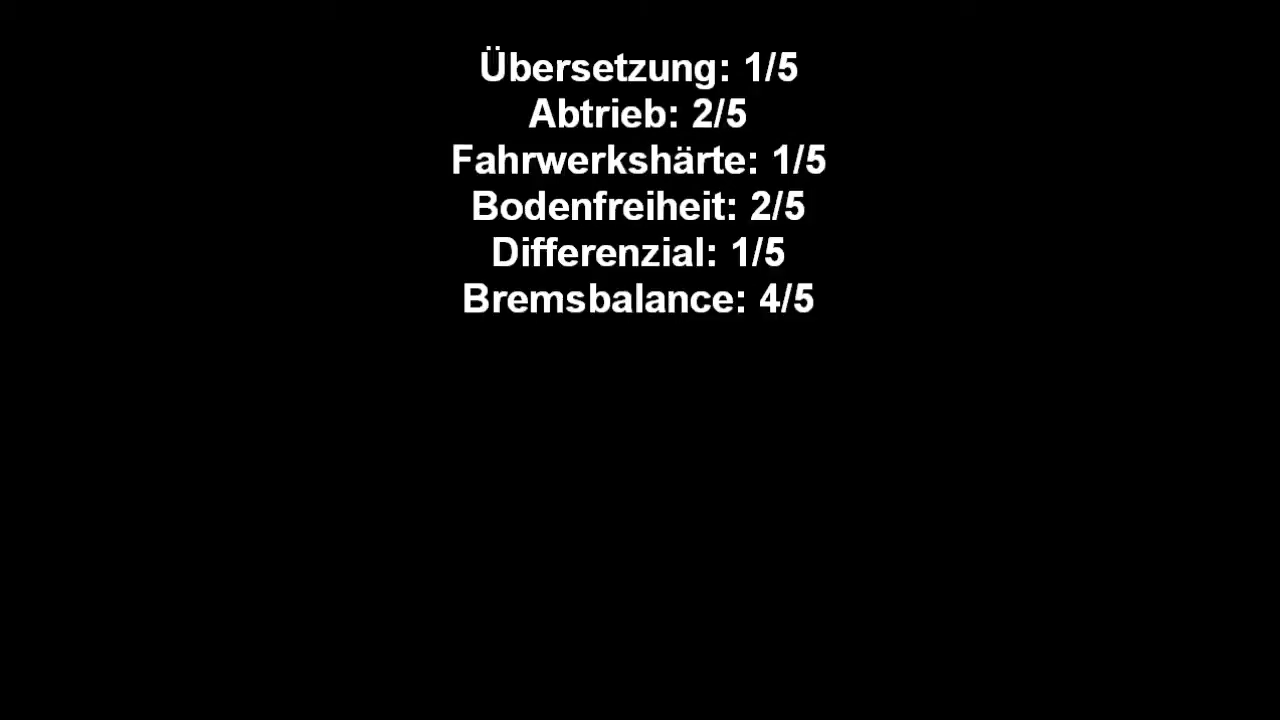 Übersetzung: 1/5
Abtrieb: 2/5
Fahrwerkshärte: 1/5
Bodenfreiheit: 2/5
Differenzial: 1/5
Bremsbalance: 4/5